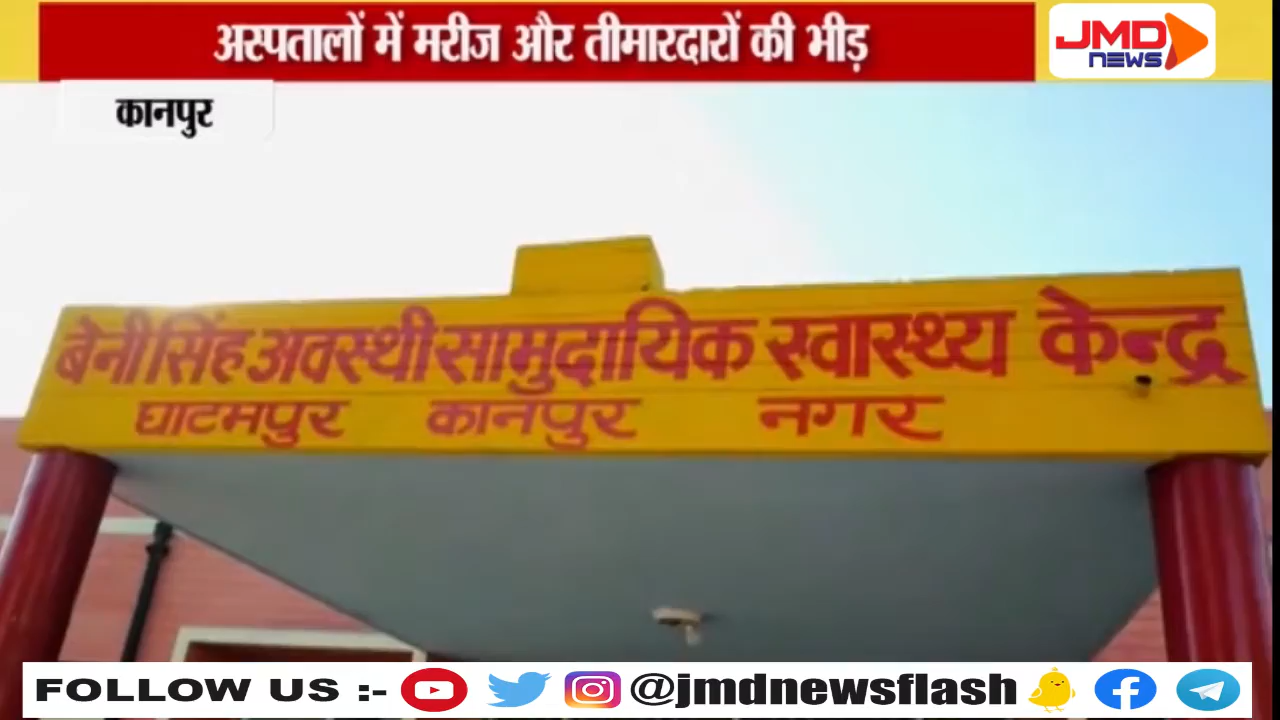 अस्पतालों में मरीज और तीमारदारों की भीड़
JMD
NEWS
कानपुर
बेनी सिंह अवस्थी सामुदायिक स्वास्थ्य केन्द्र
घाटमपुर कानपुर नगर
FOLLOW US :- @jmdnewsflash